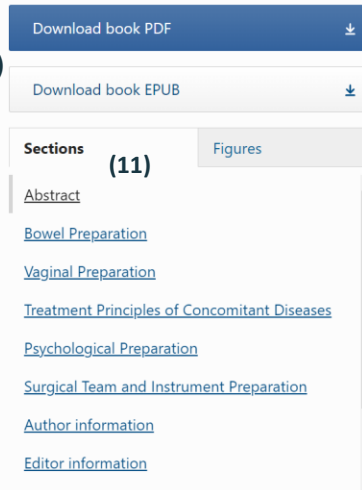 Download book PDF
)
Download book EPUB
Sections
Figures
(11)
Abstract
Bowel Preparation
Vaginal Preparation
Treatment Principles of Concomitant Diseases
Psychological Preparation
Surgical Team and Instrument Preparation
Author information
Editor information